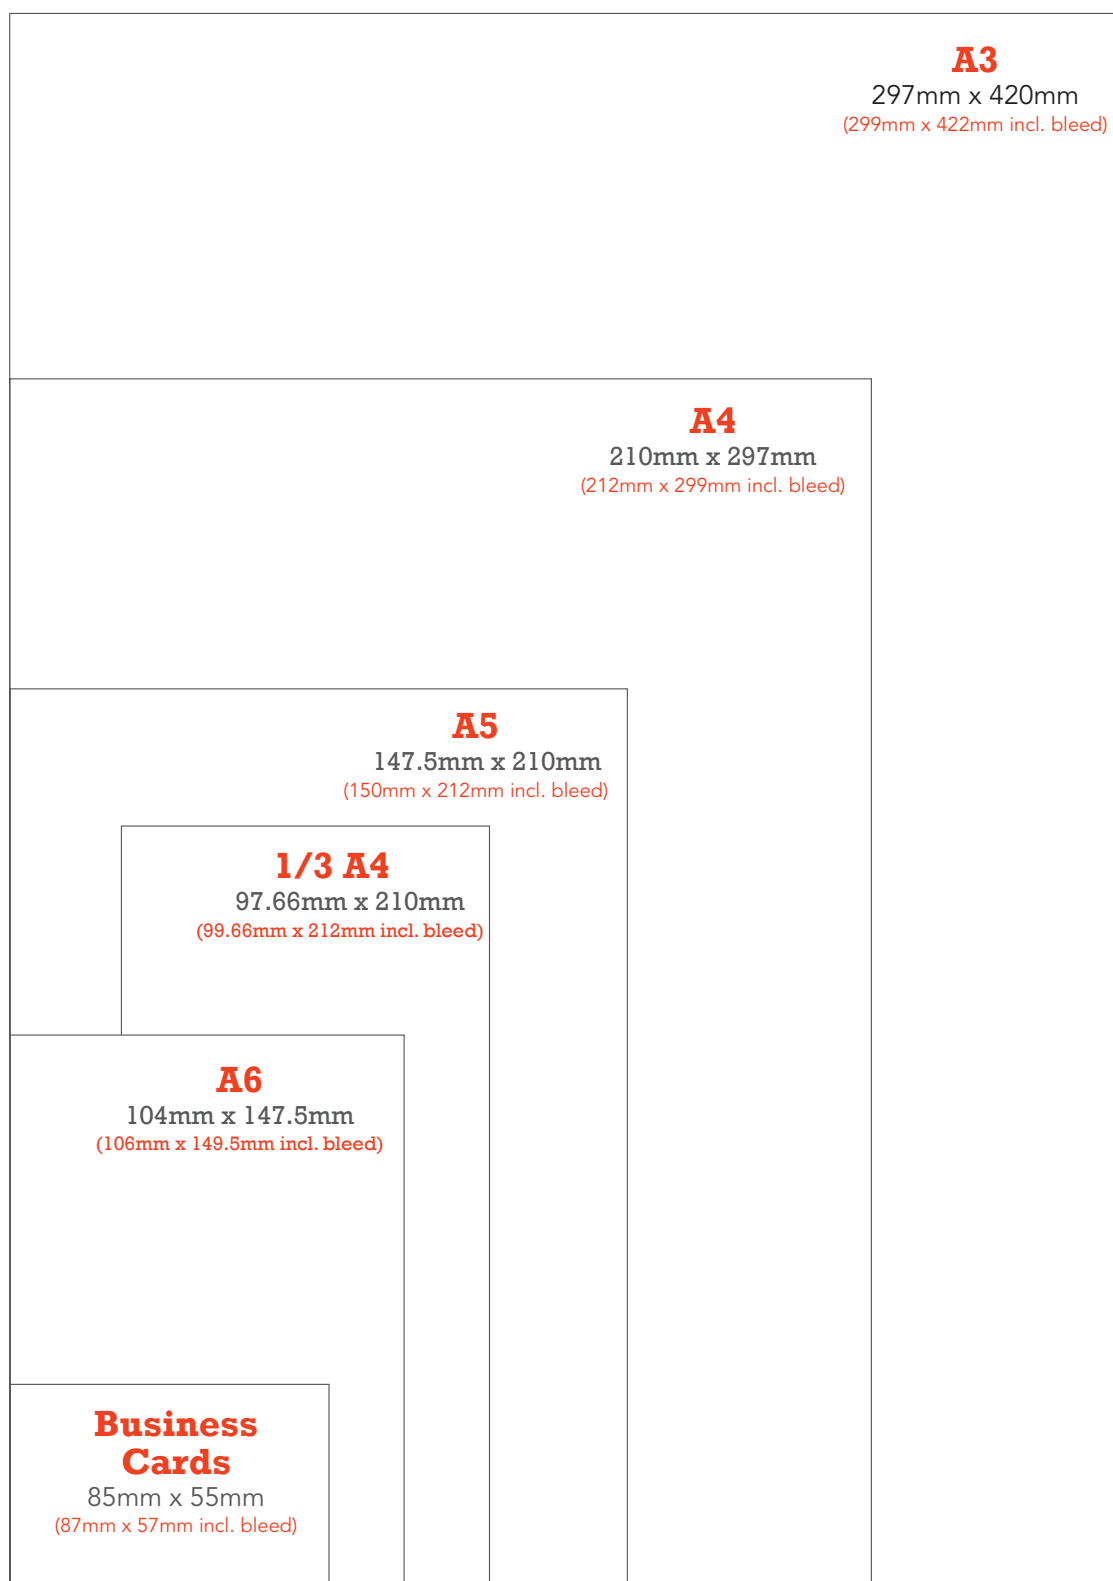 A3
297mm x 420mm
(299mm x 422mm incl. bleed)
A4
210mm x 297mm
(212mm x 299mm incl. bleed)
A5
147.5mm x 210mm
(150mm x 212mm incl. bleed)
1/3 A4
97.66mm x 210mm
(99.66mm x 212mm incl. bleed)
A6
104mm x 147.5mm
(106mm x 149.5mm incl. bleed)
Business
Cards
85mm x 55mm
(87mm x 57mm incl. bleed)